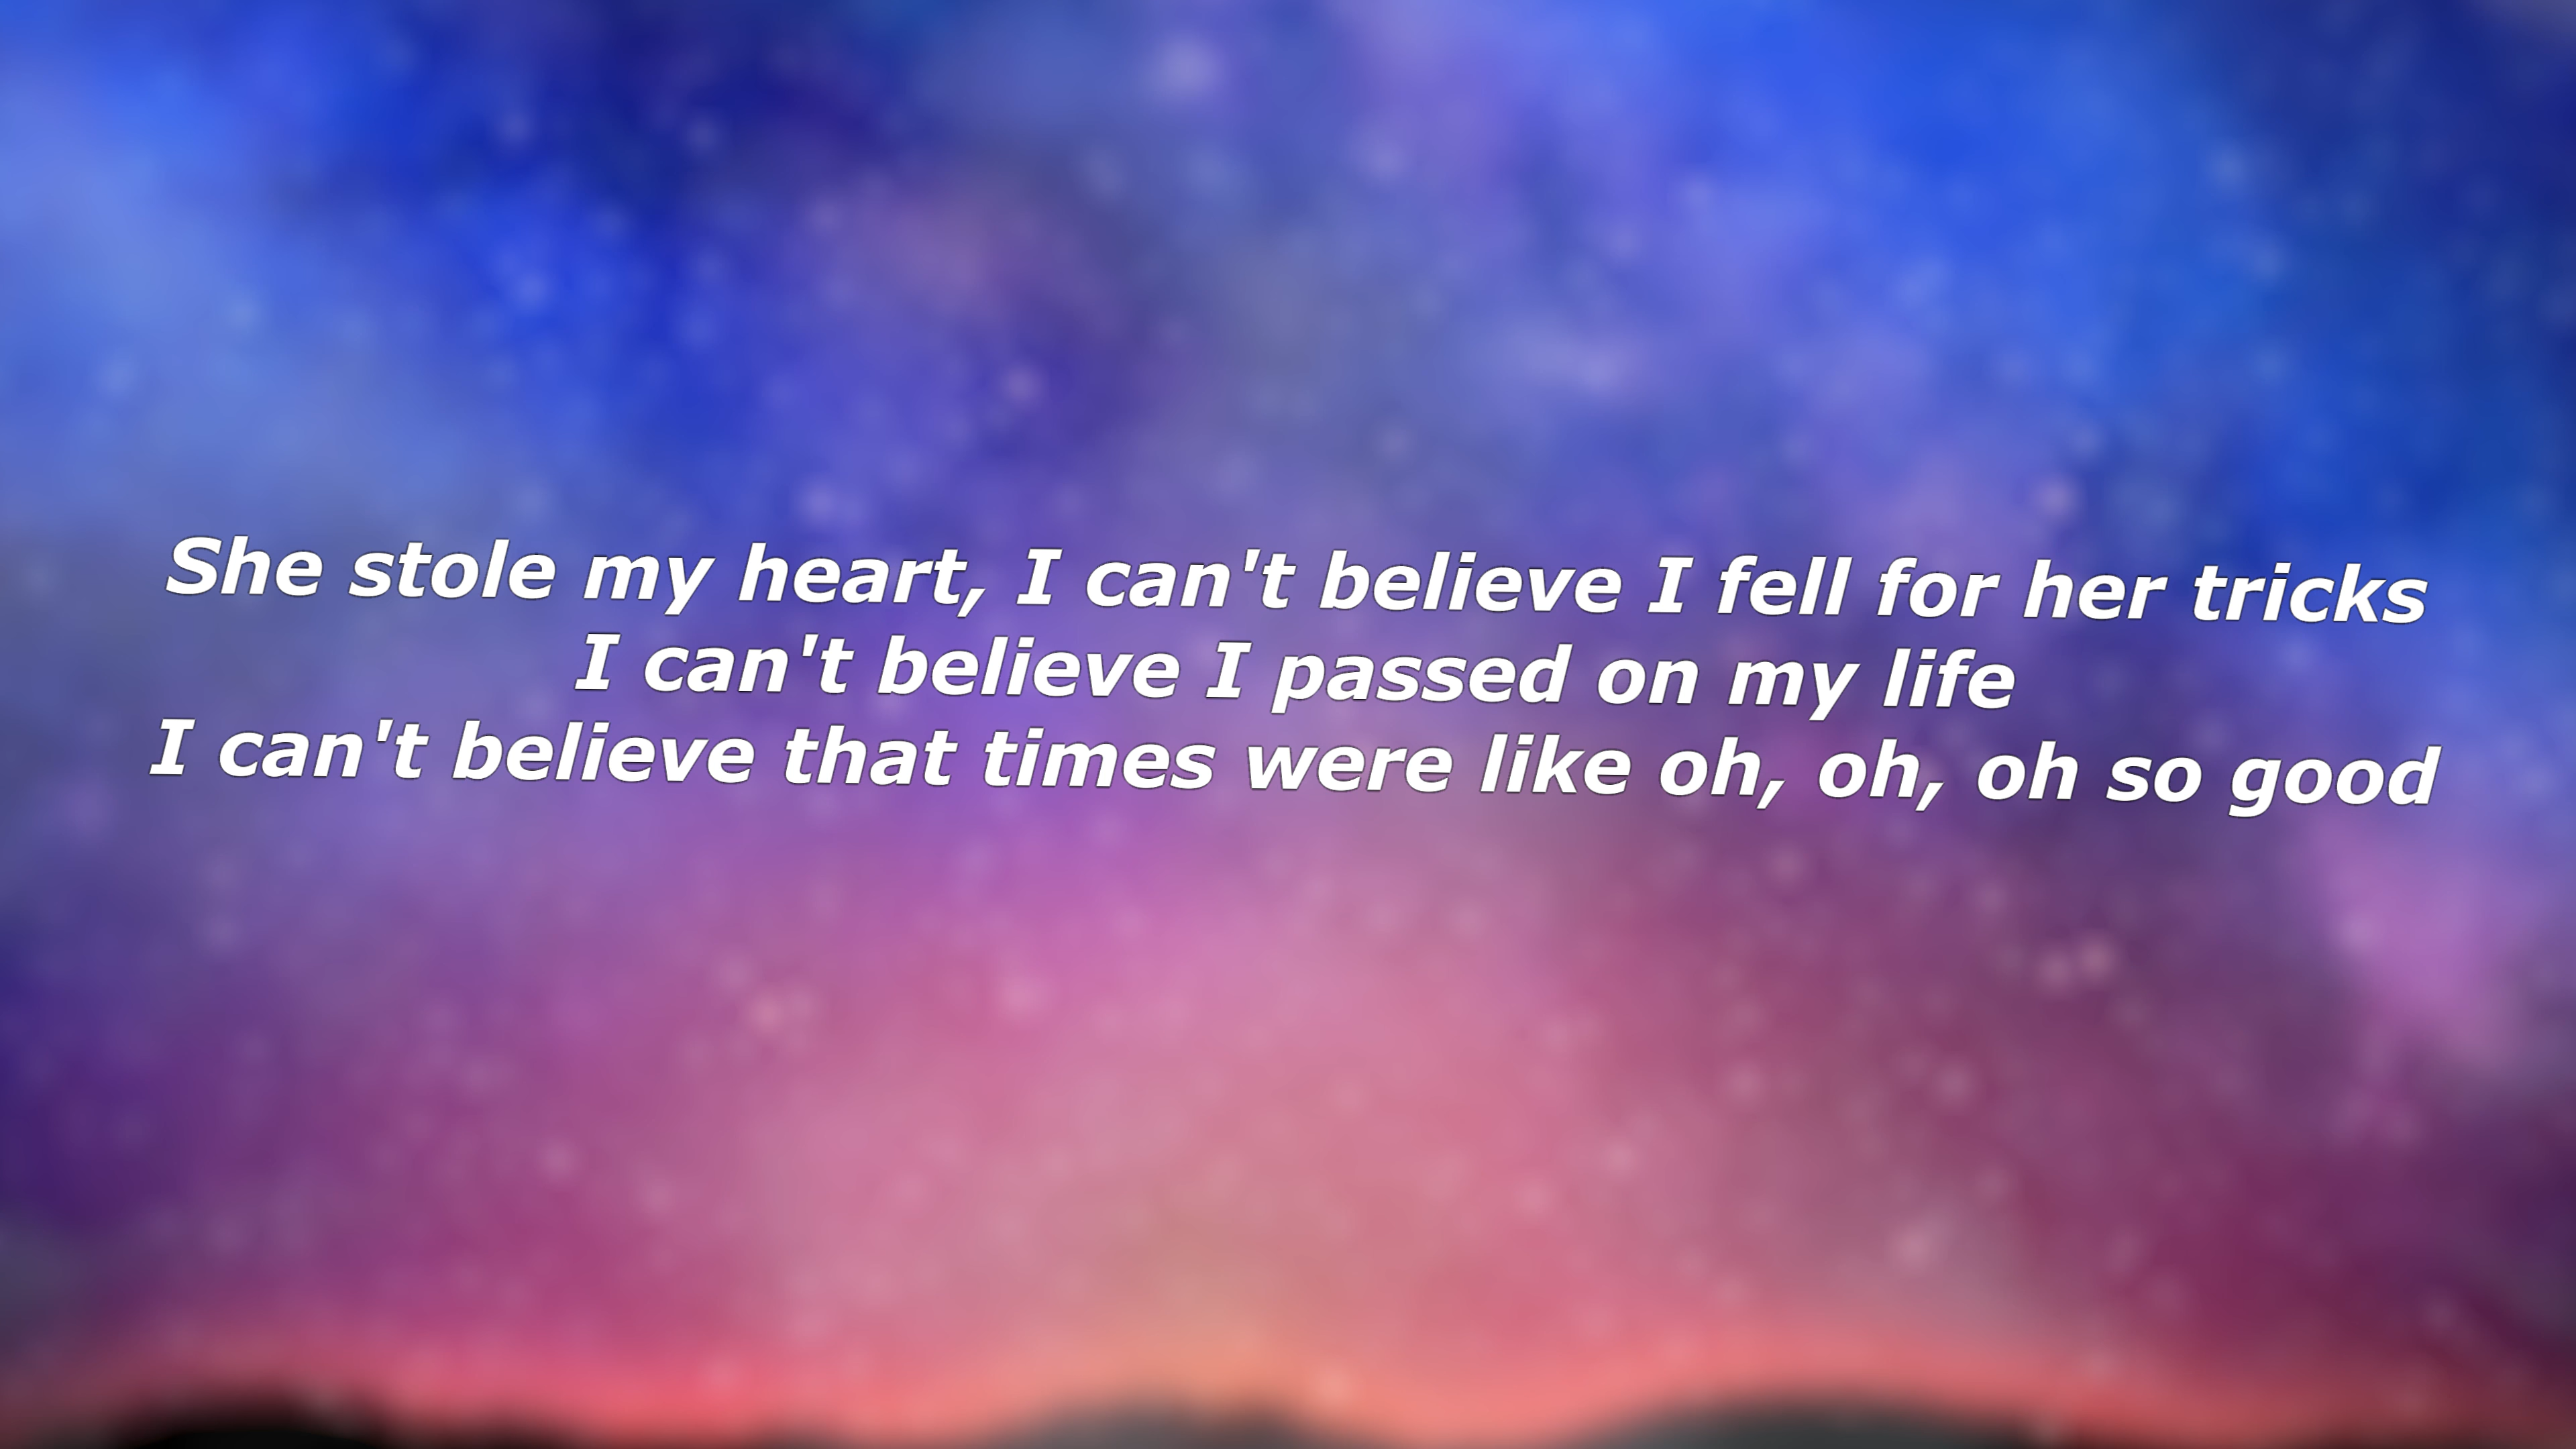 She stole my heart, I can't believe I fell for her tricks
I can't believe I passed on my life
I can't believe that times were like oh, oh, oh so good